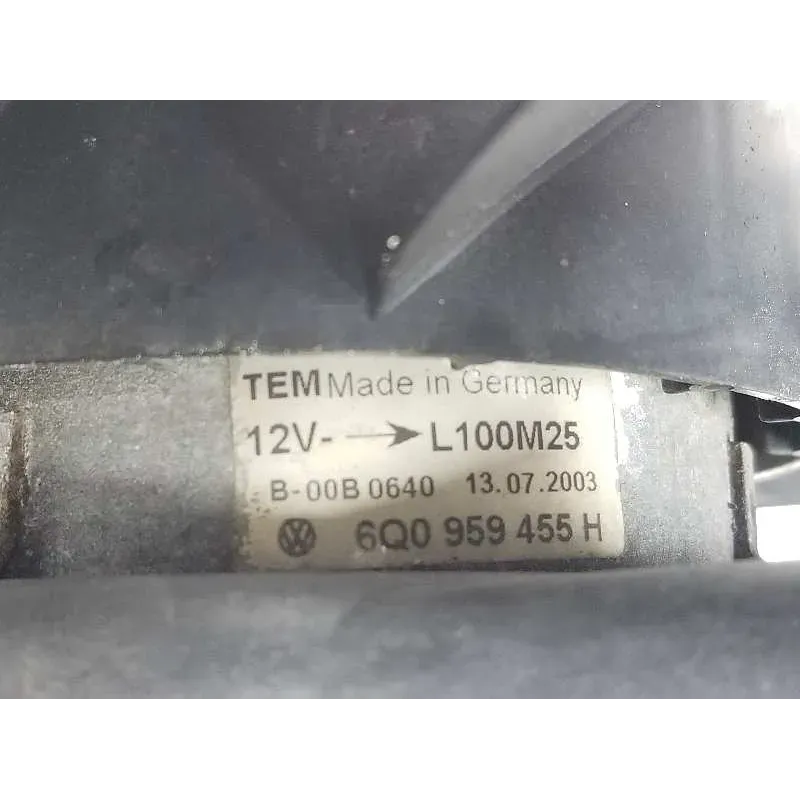 TEM Made in Germany
12V- → L100M25
B-00B 0640 13.07.2003
6Q0 959 455 H